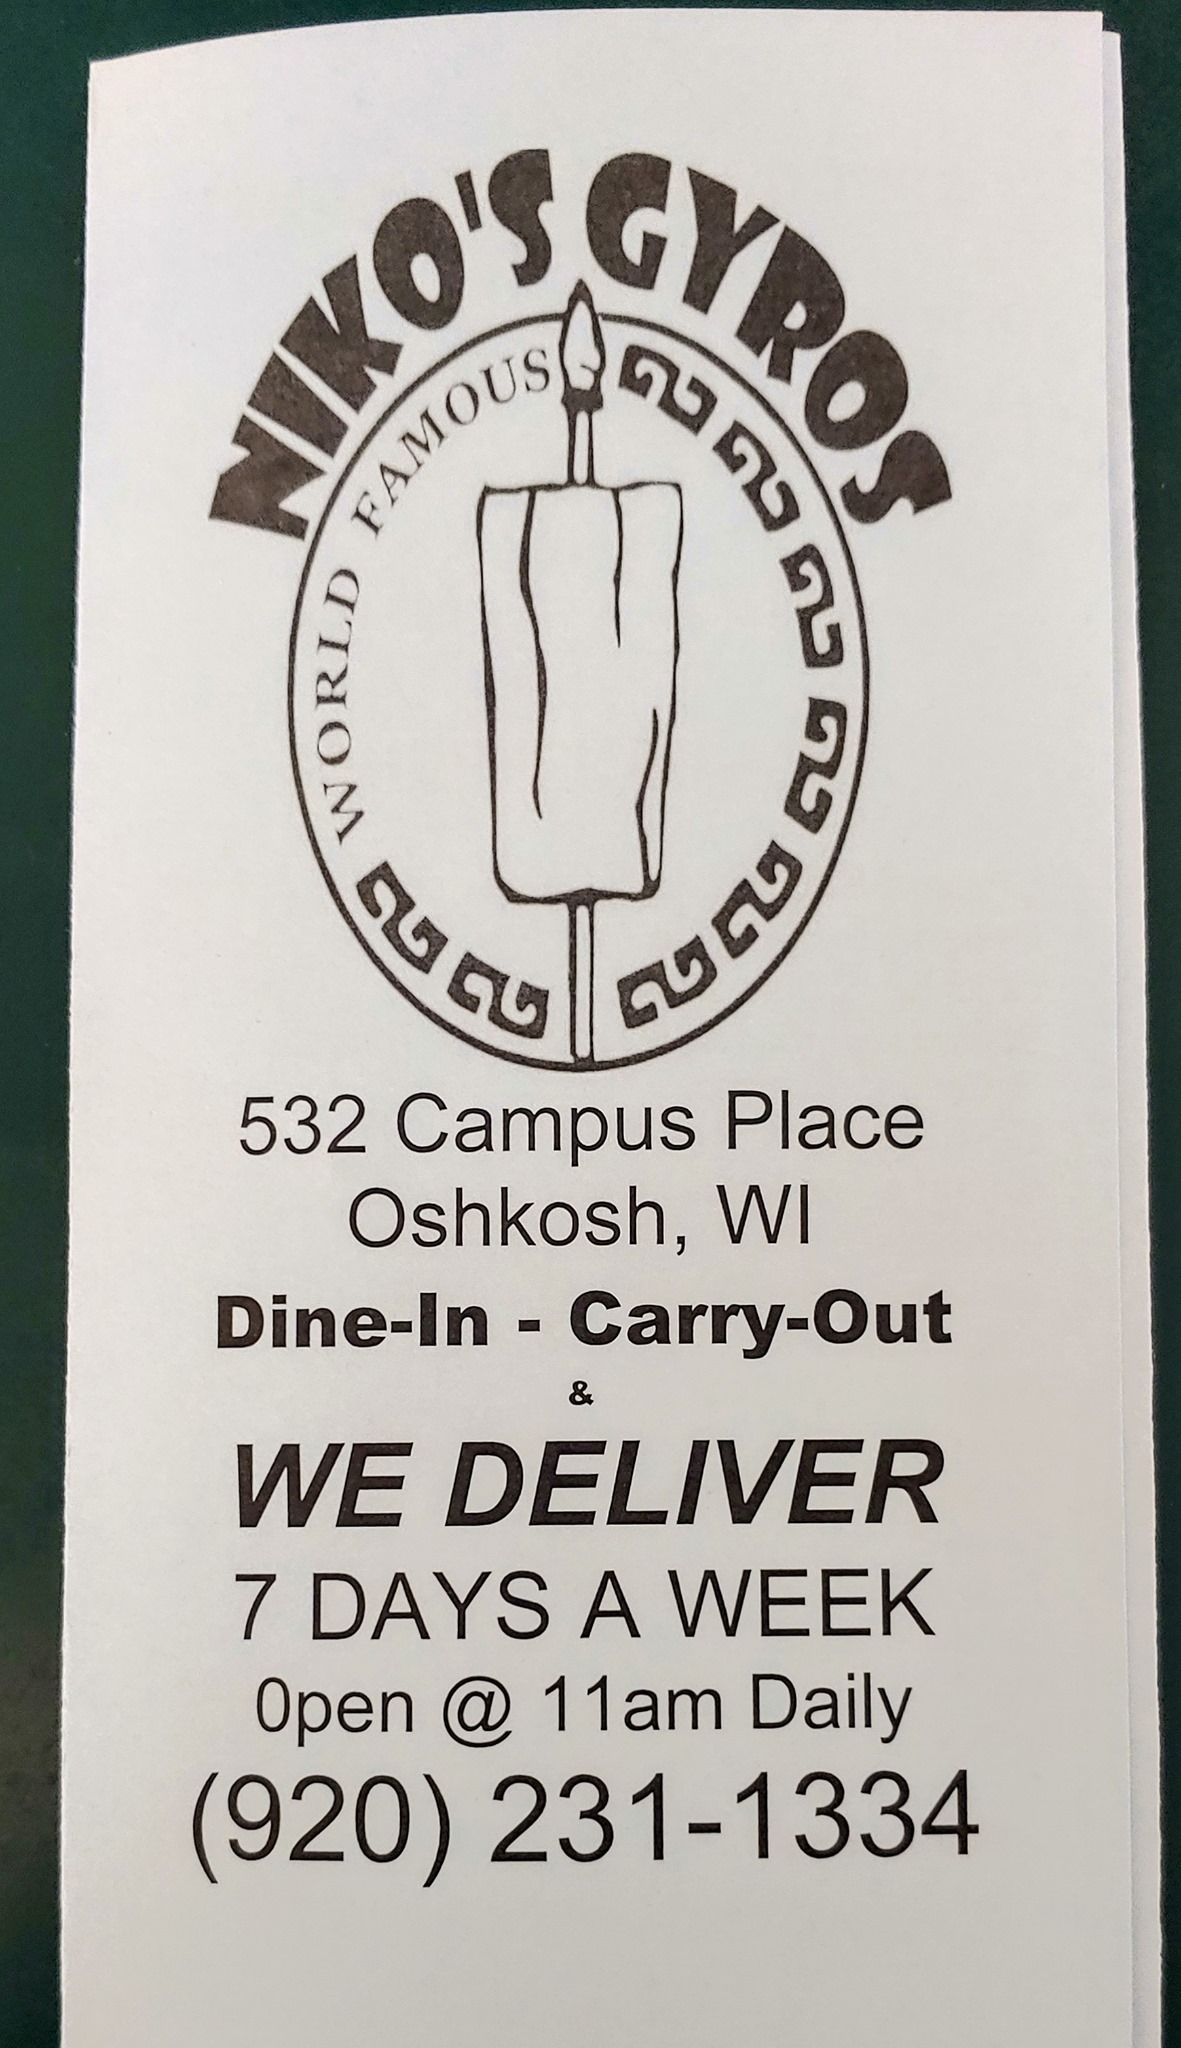 NIKO'S GYROS
WORLD FAMOUS
532 Campus Place
Oshkosh, WI
Dine-In - Carry-Out
&
WE DELIVER
7 DAYS A WEEK
0pen @ 11am Daily
(920) 231-1334